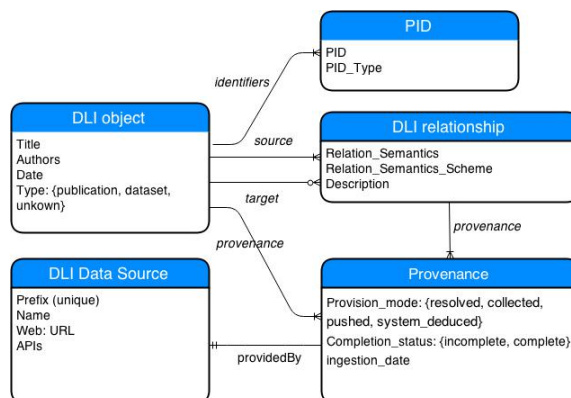 PID
PID
PID_Type
identifiers
DLI object
Title
Authors
Date
Type: {publication, dataset,
unkown}
source
target
provenance
DLI relationship
Relation_Semantics
Relation_Semantics_Scheme
Description
provenance
DLI Data Source
Prefix (unique)
Name
Web: URL
APIs
providedBy
Provenance
Provision_mode: {resolved, collected,
pushed, system_deduced}
Completion_status: {incomplete, complete}
ingestion_date